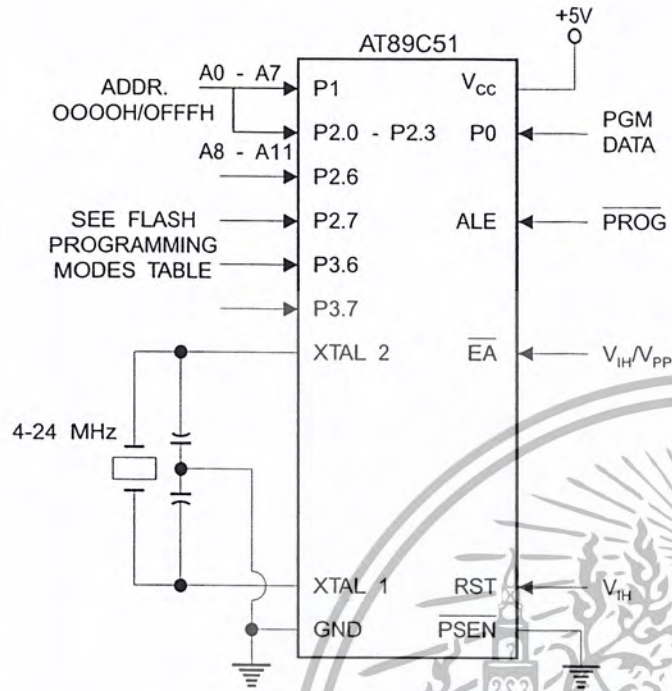 +5V
AT89C51
A0 - A7
ADDR.
OOOOH/OFFFH
P1
VCC
P2.0 - P2.3
P0
PGM
DATA
A8 - A11
P2.6
P2.7
ALE
PROG
SEE FLASH
PROGRAMMING
MODES TABLE
P3.6
P3.7
XTAL 2
EA
VIH/VPP
4-24 MHz
XTAL 1
RST
VIH
GND
PSEN